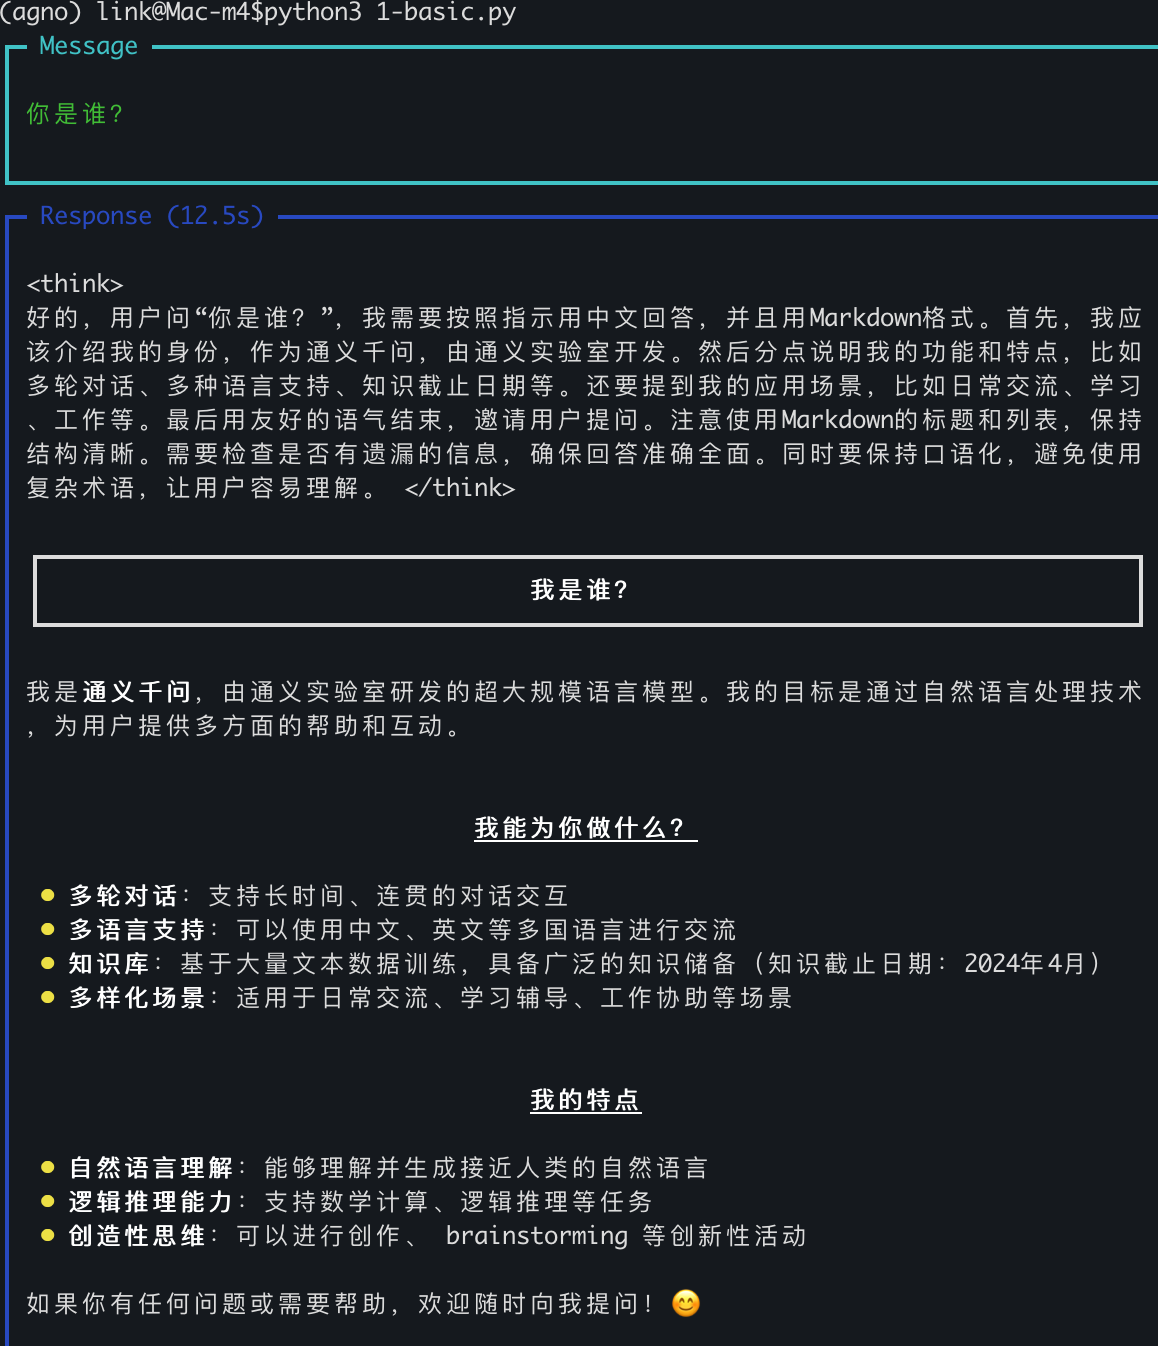 (agno) link@Mac-m4$python3 1-basic.py
Message
你是谁？
Response (12.5s)
<think>
好的，用户问“你是谁？”，我需要按照指示用中文回答，并且用Markdown格式。首先，我应
该介绍我的身份，作为通义千问，由通义实验室开发。然后分点说明我的功能和特点，比如
多轮对话、多种语言支持、知识截止日期等。还要提到我的应用场景，比如日常交流、学习
、工作等。最后用友好的语气结束，邀请用户提问。注意使用Markdown的标题和列表，保持
结构清晰。需要检查是否有遗漏的信息，确保回答准确全面。同时要保持口语化，避免使用
复杂术语，让用户容易理解。 </think>
我是谁？
我是通义千问，由通义实验室研发的超大规模语言模型。我的目标是通过自然语言处理技术
，为用户提供多方面的帮助和互动。
我能为你做什么？
• 多轮对话：支持长时间、连贯的对话交互
• 多语言支持：可以使用中文、英文等多国语言进行交流
• 知识库：基于大量文本数据训练，具备广泛的知识储备（知识截止日期：2024年4月）
• 多样化场景：适用于日常交流、学习辅导、工作协助等场景
我的特点
• 自然语言理解：能够理解并生成接近人类的自然语言
• 逻辑推理能力：支持数学计算、逻辑推理等任务
• 创造性思维：可以进行创作、 brainstorming 等创新性活动
如果你有任何问题或需要帮助，欢迎随时向我提问！😊